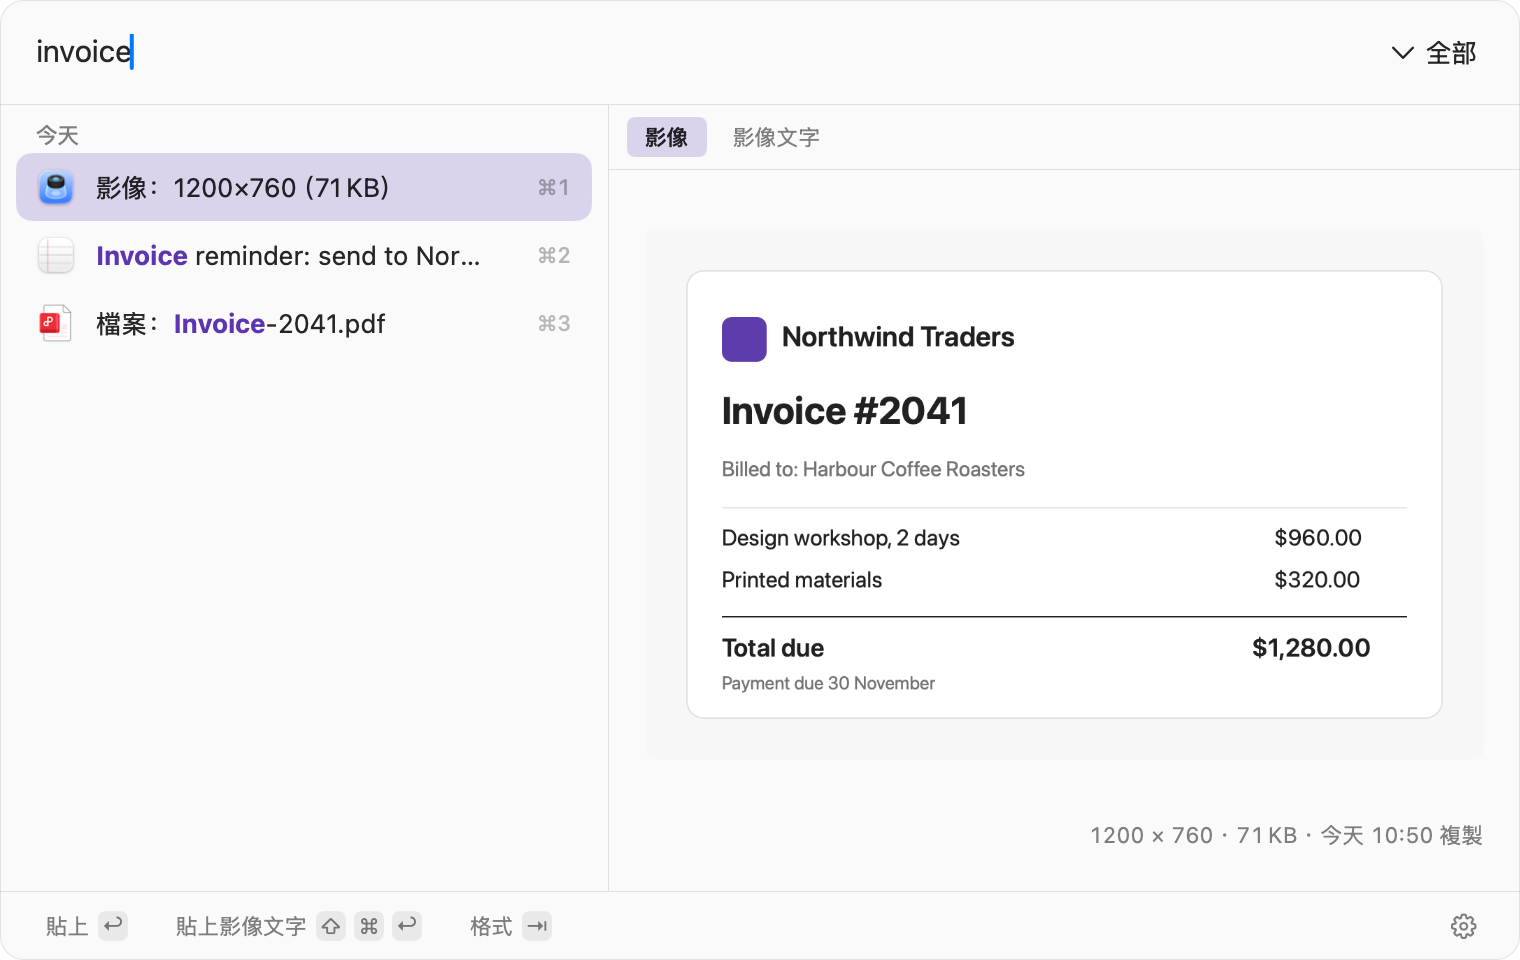 invoice
全部
今天
影像：1200×760 (71 KB)
⌘1
Invoice reminder: send to Nor...
⌘2
檔案：Invoice-2041.pdf
⌘3
影像
影像文字
Northwind Traders
Invoice #2041
Billed to: Harbour Coffee Roasters
Design workshop, 2 days
$960.00
Printed materials
$320.00
Total due
$1,280.00
Payment due 30 November
1200 × 760 · 71 KB · 今天 10:50 複製
貼上
貼上影像文字
⌘
格式